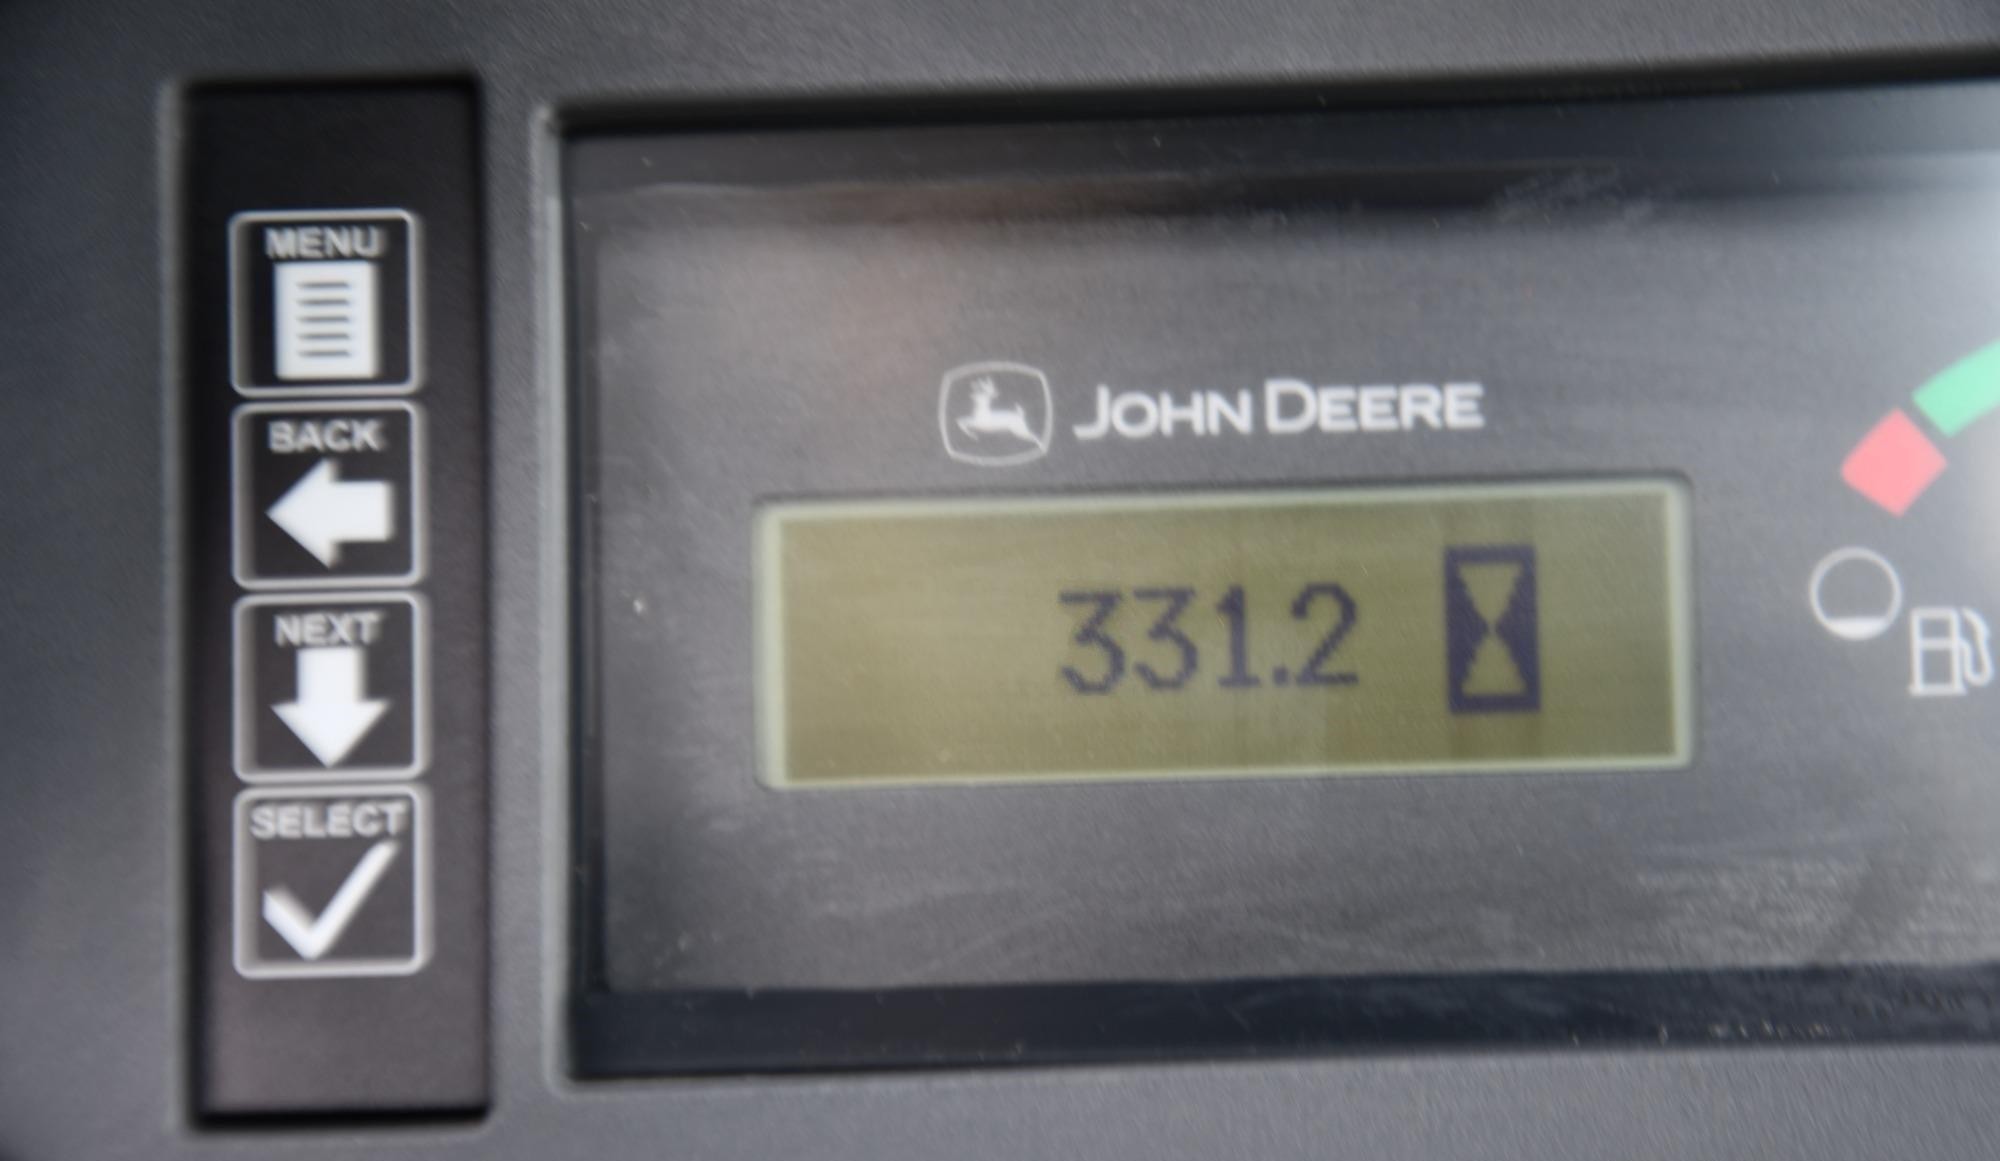 MENU
BACK
NEXT
SELECT
JOHN DEERE
331.2